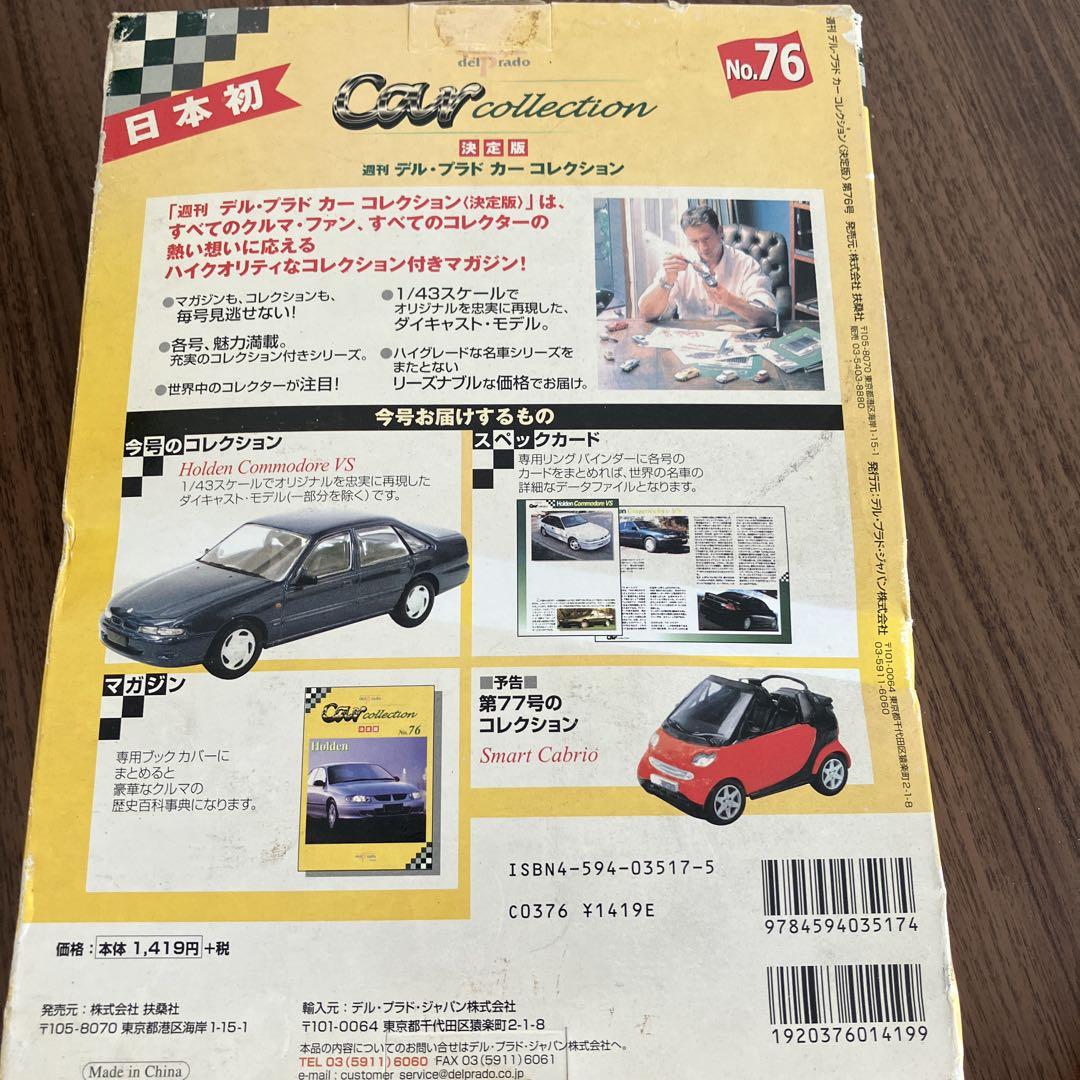 del Prado
Car collection
No.76
日本初
決定版
週刊 デル・プラド カー コレクション
「週刊 デル・プラド カー コレクション〈決定版〉」は、
すべてのクルマ・ファン、すべてのコレクターの
熱い想いに応える
ハイクオリティなコレクション付きマガジン!
●マガジンも、コレクションも、
毎号見逃せない!
●各号、魅力満載。
充実のコレクション付きシリーズ。
●世界中のコレクターが注目!
●1/43スケールで
オリジナルを忠実に再現した、
ダイキャスト・モデル。
●ハイグレードな名車シリーズを
またとない
リーズナブルな価格でお届け。
今号お届けするもの
今号のコレクション
Holden Commodore VS
1/43スケールでオリジナルを忠実に再現した
ダイキャスト・モデル(一部分を除く)です。
スペックカード
専用リングバインダーに各号の
カードをまとめれば、世界の名車の
詳細なデータファイルとなります。
Holden Commodore VS
マガジン
専用ブックカバーに
まとめると
豪華なクルマの
歴史百科事典になります。
del Prado
Car collection
決定版
No.76
Holden
■予告■
第77号の
コレクション
Smart Cabrio
ISBN4-594-03517-5
C0376 ¥1419E
9784594035174
1920376014199
価格:本体 1,419円+税
発売元:株式会社 扶桑社
〒105-8070 東京都港区海岸1-15-1
輸入元:デル・プラド・ジャパン株式会社
〒101-0064 東京都千代田区猿楽町2-1-8
本品の内容についてのお問い合せはデル・プラド・ジャパン株式会社へ。
TEL 03(5911)6060 FAX 03(5911)6061
e-mail : customer_service@delprado.co.jp
Made in China
週刊 デル・プラド カー コレクション〈決定版〉 第76号 発売元:株式会社 扶桑社 〒105-8070 東京都港区海岸1-15-1 販売 03-5403-8880 発行元:デル・プラド・ジャパン株式会社 〒101-0064 東京都千代田区猿楽町2-1-8 03-5911-6060